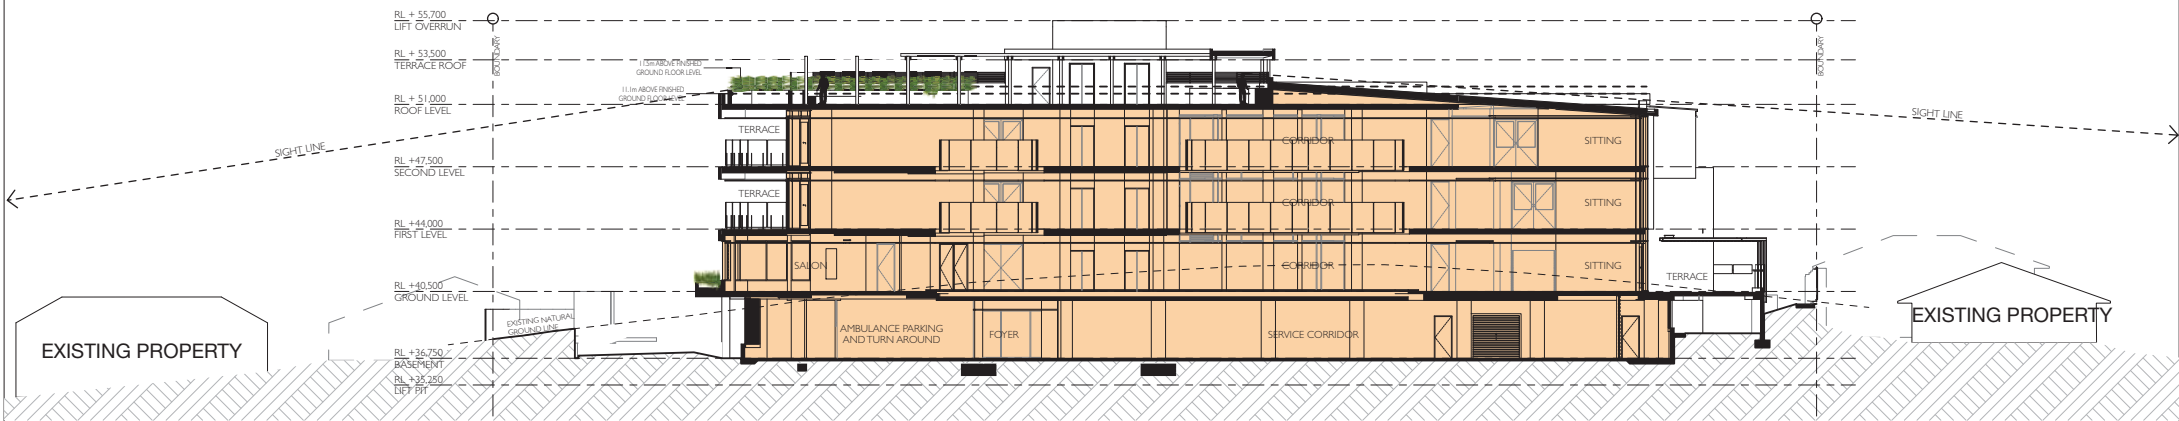 RL + 55,700
LIFT OVERRUN
BOUNDARY
BOUNDARY
RL + 53,500
TERRACE ROOF
11.5m ABOVE FINISHED
GROUND FLOOR LEVEL
11.1m ABOVE FINISHED
GROUND FLOOR LEVEL
RL + 51,000
ROOF LEVEL
SIGHT LINE
SIGHT LINE
TERRACE
CORRIDOR
SITTING
RL +47,500
SECOND LEVEL
TERRACE
CORRIDOR
SITTING
RL +44,000
FIRST LEVEL
SALON
CORRIDOR
SITTING
TERRACE
RL +40,500
GROUND LEVEL
EXISTING NATURAL
GROUND LINE
AMBULANCE PARKING
AND TURN AROUND
FOYER
SERVICE CORRIDOR
EXISTING PROPERTY
EXISTING PROPERTY
RL +36,750
BASEMENT
RL +35,250
LIFT PIT